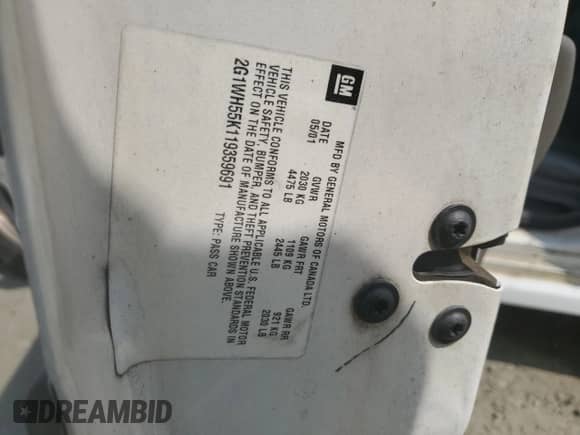 GM
MFD BY GENERAL MOTORS OF CANADA LTD.
DATE GVWR GAWR FRT GAWR RR
05/01 2030 KG 1109 KG 921 KG
4475 LB 2445 LB 2030 LB
THIS VEHICLE CONFORMS TO ALL APPLICABLE U.S. FEDERAL MOTOR
VEHICLE SAFETY, BUMPER, AND THEFT PREVENTION STANDARDS IN
EFFECT ON THE DATE OF MANUFACTURE SHOWN ABOVE.
2G1WH55K119359691 TYPE: PASS CAR
DREAMBID